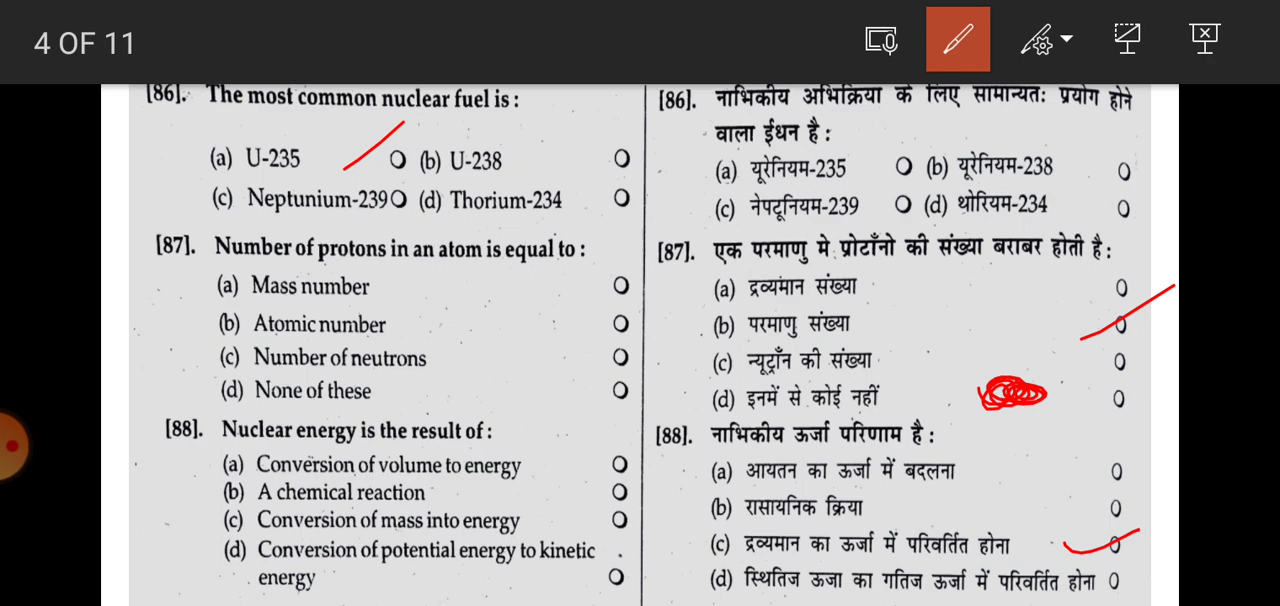 4 OF 11
[86]. The most common nuclear fuel is :
(a) U-235 O (b) U-238 O
(c) Neptunium-239 O (d) Thorium-234 O
[87]. Number of protons in an atom is equal to :
(a) Mass number O
(b) Atomic number O
(c) Number of neutrons O
(d) None of these O
[88]. Nuclear energy is the result of :
(a) Conversion of volume to energy O
(b) A chemical reaction O
(c) Conversion of mass into energy O
(d) Conversion of potential energy to kinetic
energy O
[86]. नाभिकीय अभिक्रिया के लिए सामान्यतः प्रयोग होने
वाला ईंधन है :
(a) यूरेनियम-235 O (b) यूरेनियम-238 O
(c) नेपटूनियम-239 O (d) थोरियम-234 O
[87]. एक परमाणु मे प्रोटॉनो की संख्या बराबर होती है :
(a) द्रव्यमान संख्या O
(b) परमाणु संख्या O
(c) न्यूट्रॉन की संख्या O
(d) इनमें से कोई नहीं O
[88]. नाभिकीय ऊर्जा परिणाम है :
(a) आयतन का ऊर्जा में बदलना O
(b) रासायनिक क्रिया O
(c) द्रव्यमान का ऊर्जा में परिवर्तित होना O
(d) स्थितिज ऊजा का गतिज ऊर्जा में परिवर्तित होना O